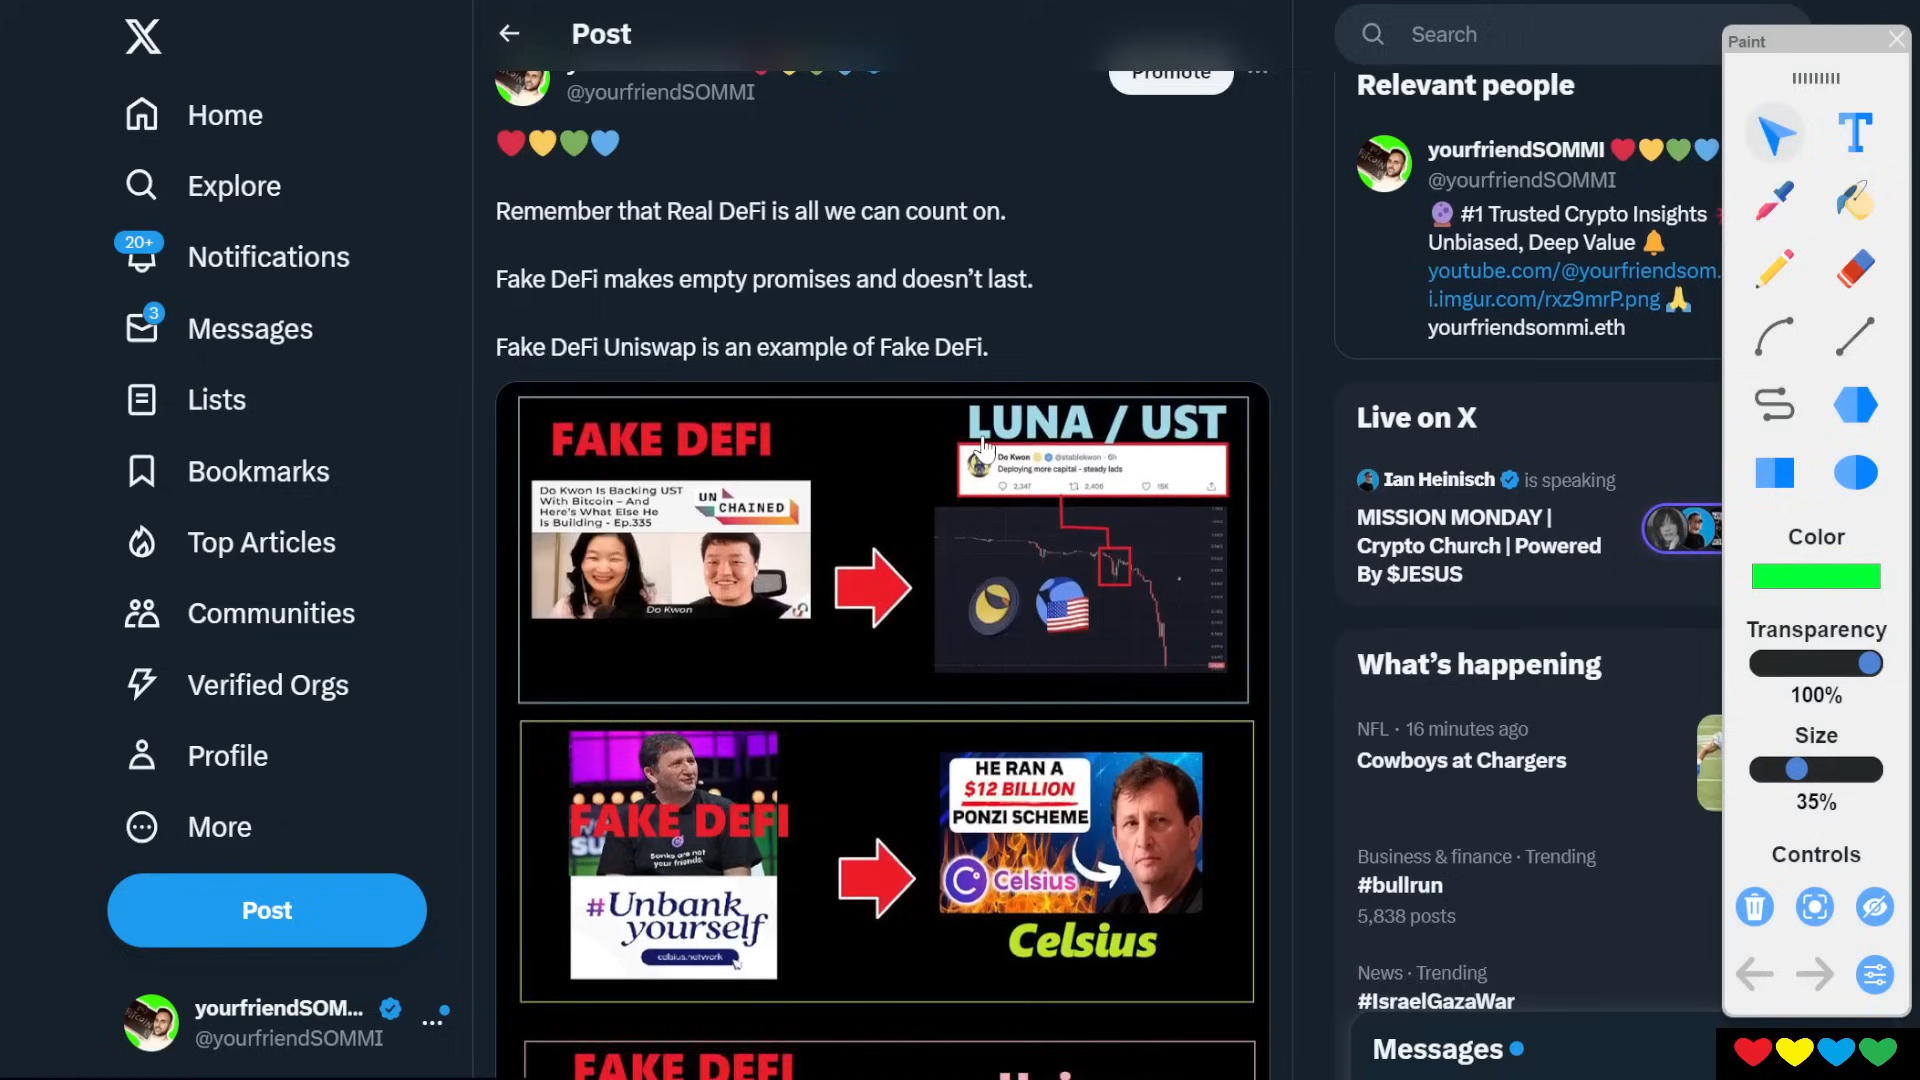 Home
Explore
20+
Notifications
3
Messages
Lists
Bookmarks
Top Articles
Communities
Verified Orgs
Profile
More
Post
yourfriendSOM...
@yourfriendSOMMI
Post
Promote
@yourfriendSOMMI
Remember that Real DeFi is all we can count on.
Fake DeFi makes empty promises and doesn’t last.
Fake DeFi Uniswap is an example of Fake DeFi.
FAKE DEFI
LUNA / UST
Do Kwon @stablekwon · 6h
Deploying more capital - steady lads
2,347 2,406 15K
Do Kwon Is Backing UST
With Bitcoin – And
Here's What Else He
Is Building - Ep.335
UN
CHAINED
Do Kwon
FAKE DEFI
Banks are not
your friends.
#Unbank
yourself
celsius.network
HE RAN A
$12 BILLION
PONZI SCHEME
Celsius
Celsius
FAKE DEFI
Search
Relevant people
yourfriendSOMMI
@yourfriendSOMMI
#1 Trusted Crypto Insights
Unbiased, Deep Value
youtube.com/@yourfriendsom.
i.imgur.com/rxz9mrP.png
yourfriendsommi.eth
Live on X
Ian Heinisch is speaking
MISSION MONDAY |
Crypto Church | Powered
By $JESUS
What’s happening
NFL · 16 minutes ago
Cowboys at Chargers
Business & finance · Trending
#bullrun
5,838 posts
News · Trending
#IsraelGazaWar
Messages
Paint
T
Color
Transparency
100%
Size
35%
Controls